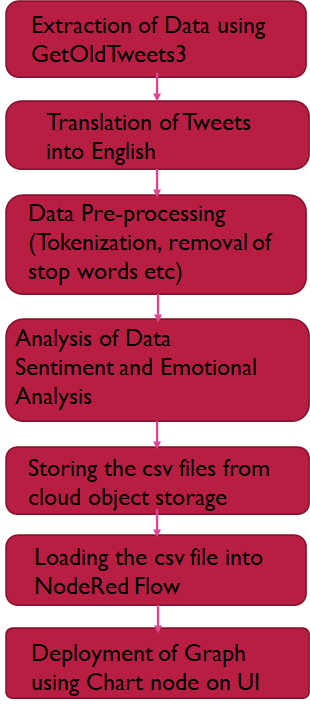 Extraction of Data using
GetOldTweets3
Translation of Tweets
into English
Data Pre-processing
(Tokenization, removal of
stop words etc)
Analysis of Data
Sentiment and Emotional
Analysis
Storing the csv files from
cloud object storage
Loading the csv file into
NodeRed Flow
Deployment of Graph
using Chart node on UI